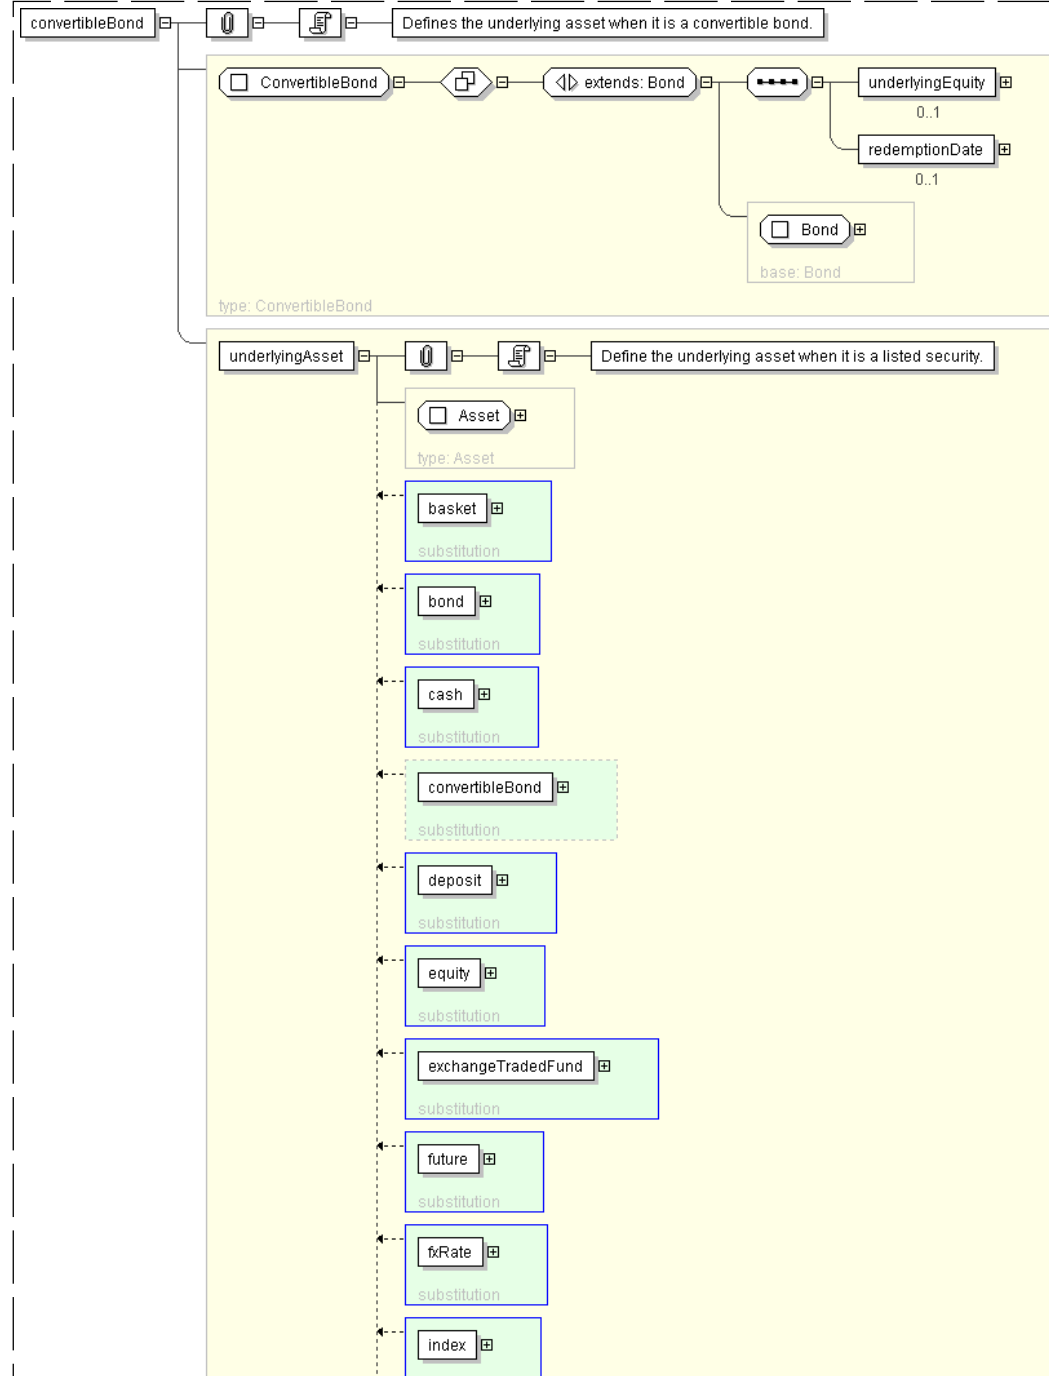 convertibleBond
Defines the underlying asset when it is a convertible bond.
ConvertibleBond
extends: Bond
underlyingEquity
0..1
redemptionDate
0..1
Bond
base: Bond
type: ConvertibleBond
underlyingAsset
Define the underlying asset when it is a listed security.
Asset
type: Asset
basket
substitution
bond
substitution
cash
substitution
convertibleBond
substitution
deposit
substitution
equity
substitution
exchangeTradedFund
substitution
future
substitution
fxRate
substitution
index